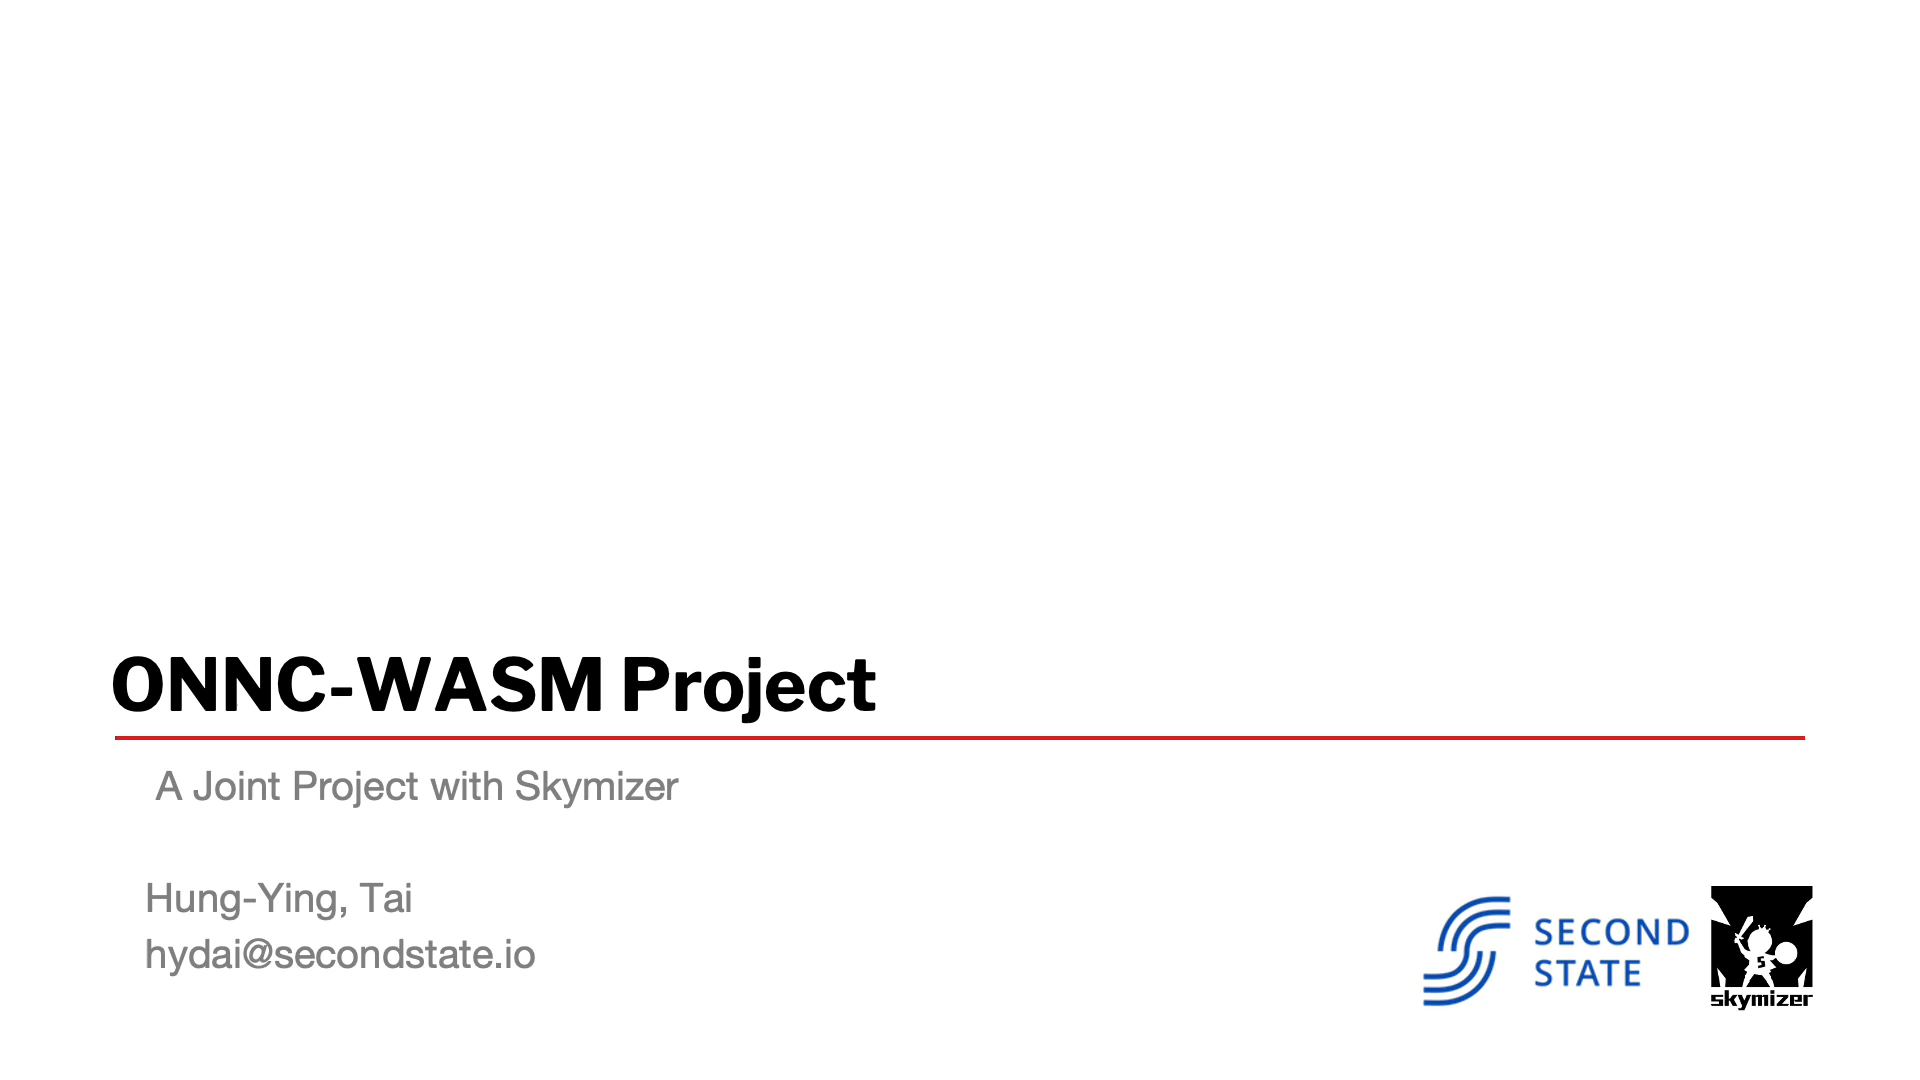 ONNC-WASM Project
A Joint Project with Skymizer
Hung-Ying, Tai
hydai@secondstate.io
SECOND
STATE
skymizer